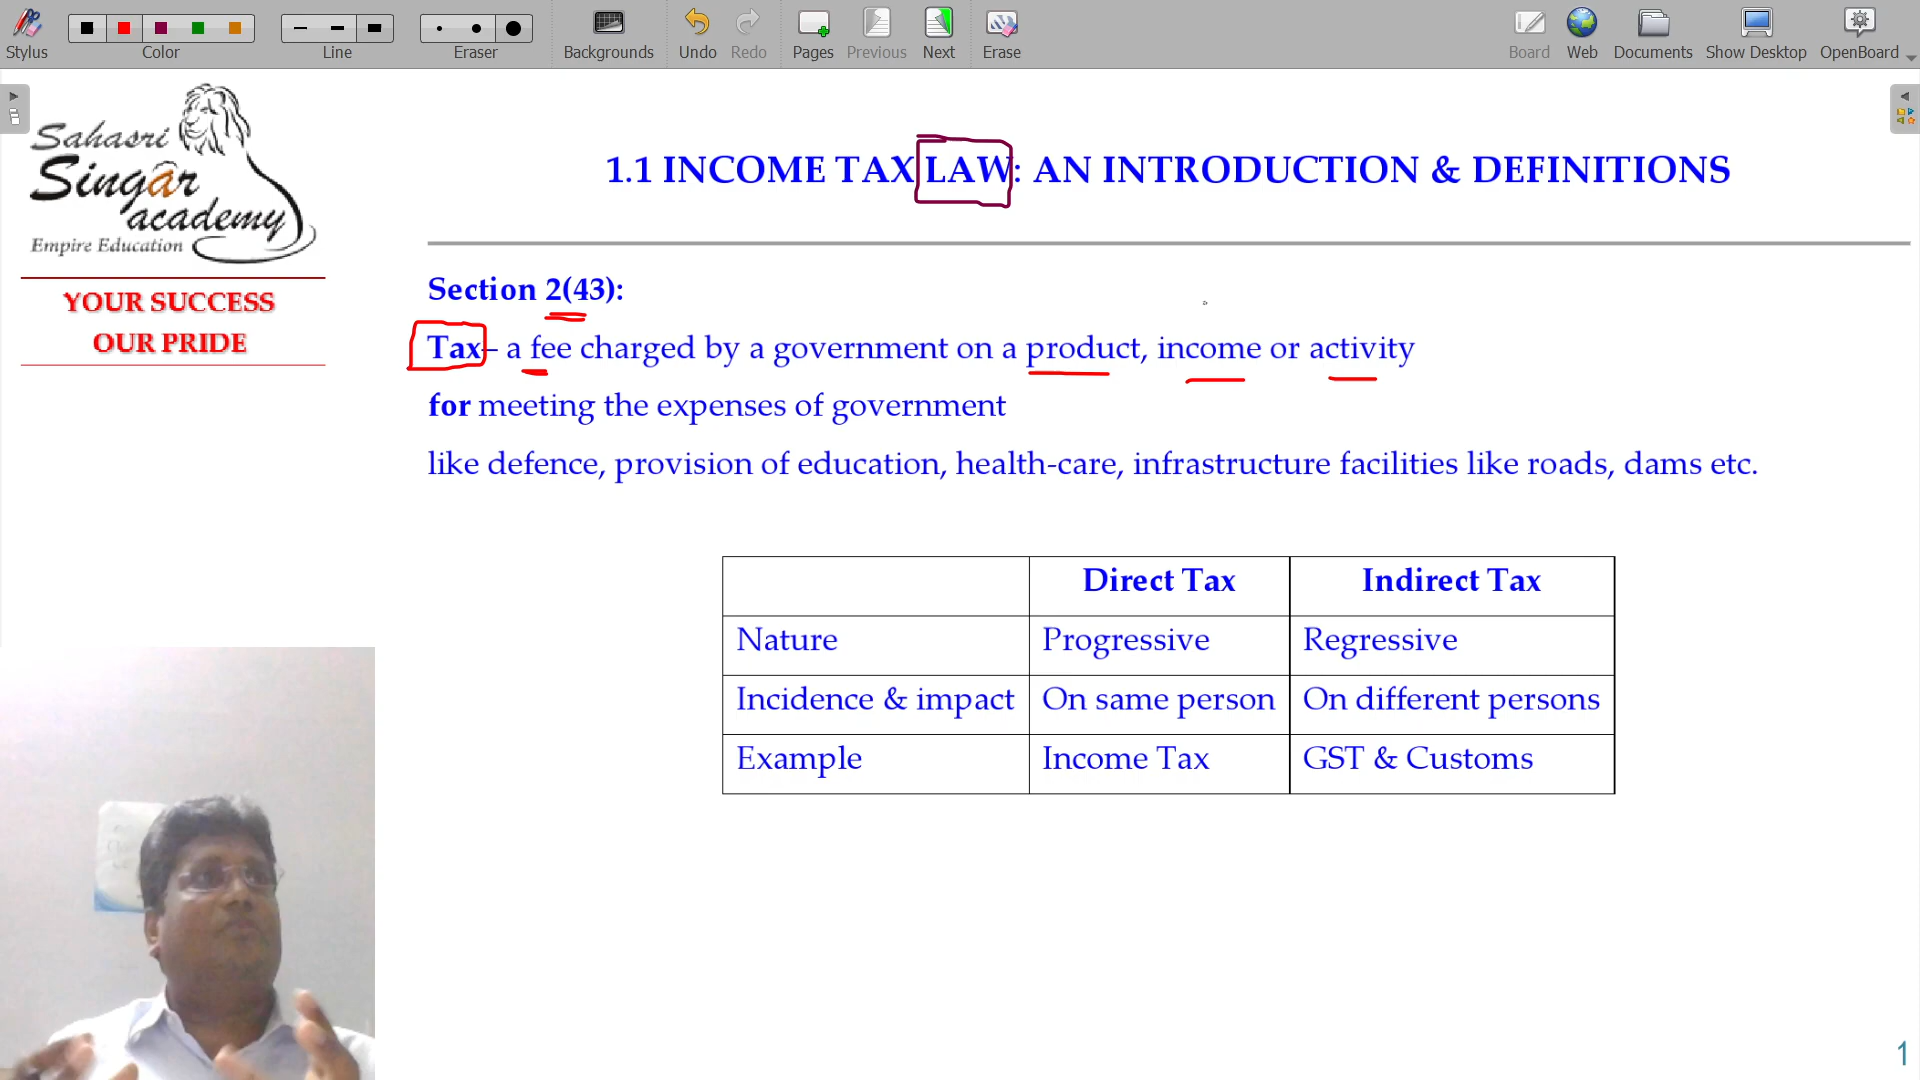 Stylus
Color
Line
Eraser
Backgrounds
Undo
Redo
Pages
Previous
Next
Erase
Board
Web
Documents
Show Desktop
OpenBoard
Sahasri
Singar
academy
Empire Education
YOUR SUCCESS
OUR PRIDE
1.1 INCOME TAX LAW: AN INTRODUCTION & DEFINITIONS
Section 2(43):
Tax– a fee charged by a government on a product, income or activity
for meeting the expenses of government
like defence, provision of education, health-care, infrastructure facilities like roads, dams etc.
Direct Tax Indirect Tax
Nature Progressive Regressive
Incidence & impact On same person On different persons
Example Income Tax GST & Customs
1